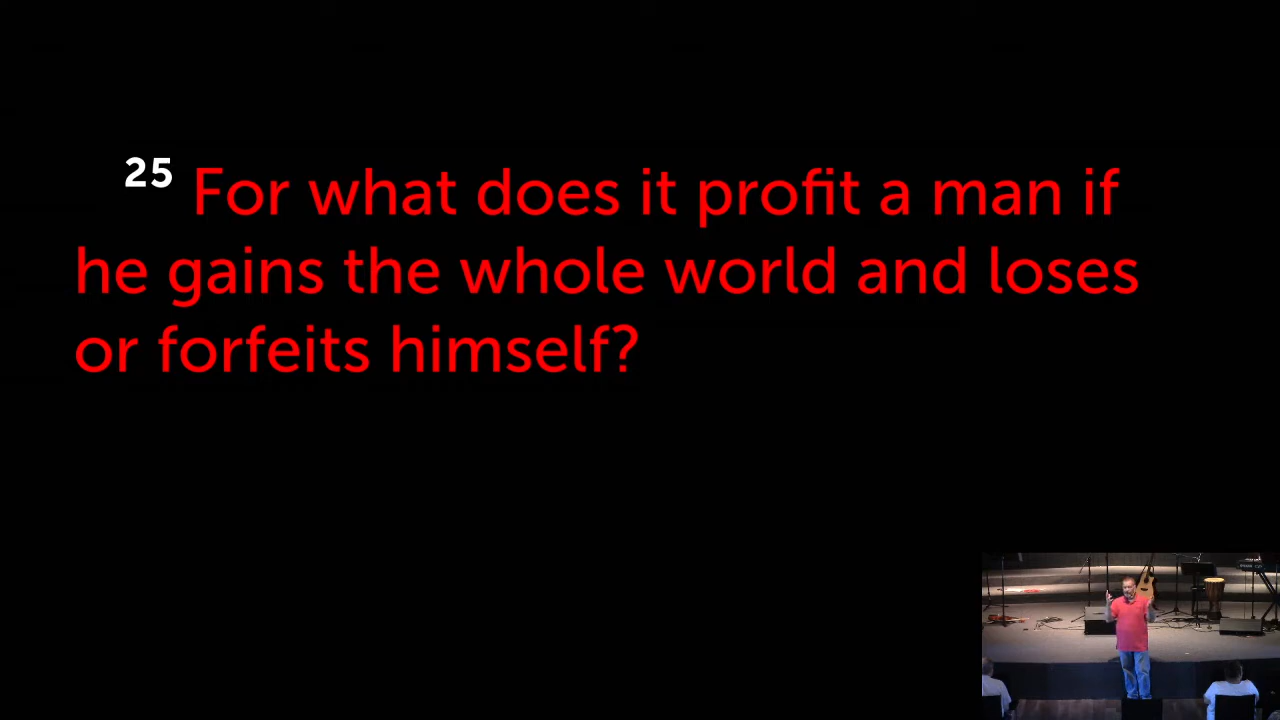 25 For what does it profit a man if
he gains the whole world and loses
or forfeits himself?